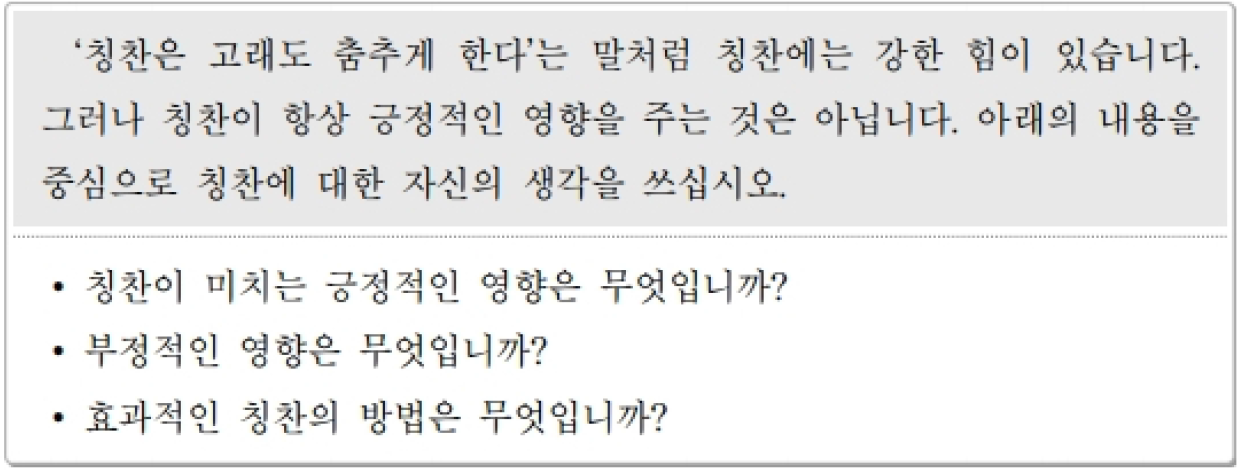 ‘칭찬은 고래도 춤추게 한다’는 말처럼 칭찬에는 강한 힘이 있습니다.
그러나 칭찬이 항상 긍정적인 영향을 주는 것은 아닙니다. 아래의 내용을
중심으로 칭찬에 대한 자신의 생각을 쓰십시오.
• 칭찬이 미치는 긍정적인 영향은 무엇입니까?
• 부정적인 영향은 무엇입니까?
• 효과적인 칭찬의 방법은 무엇입니까?